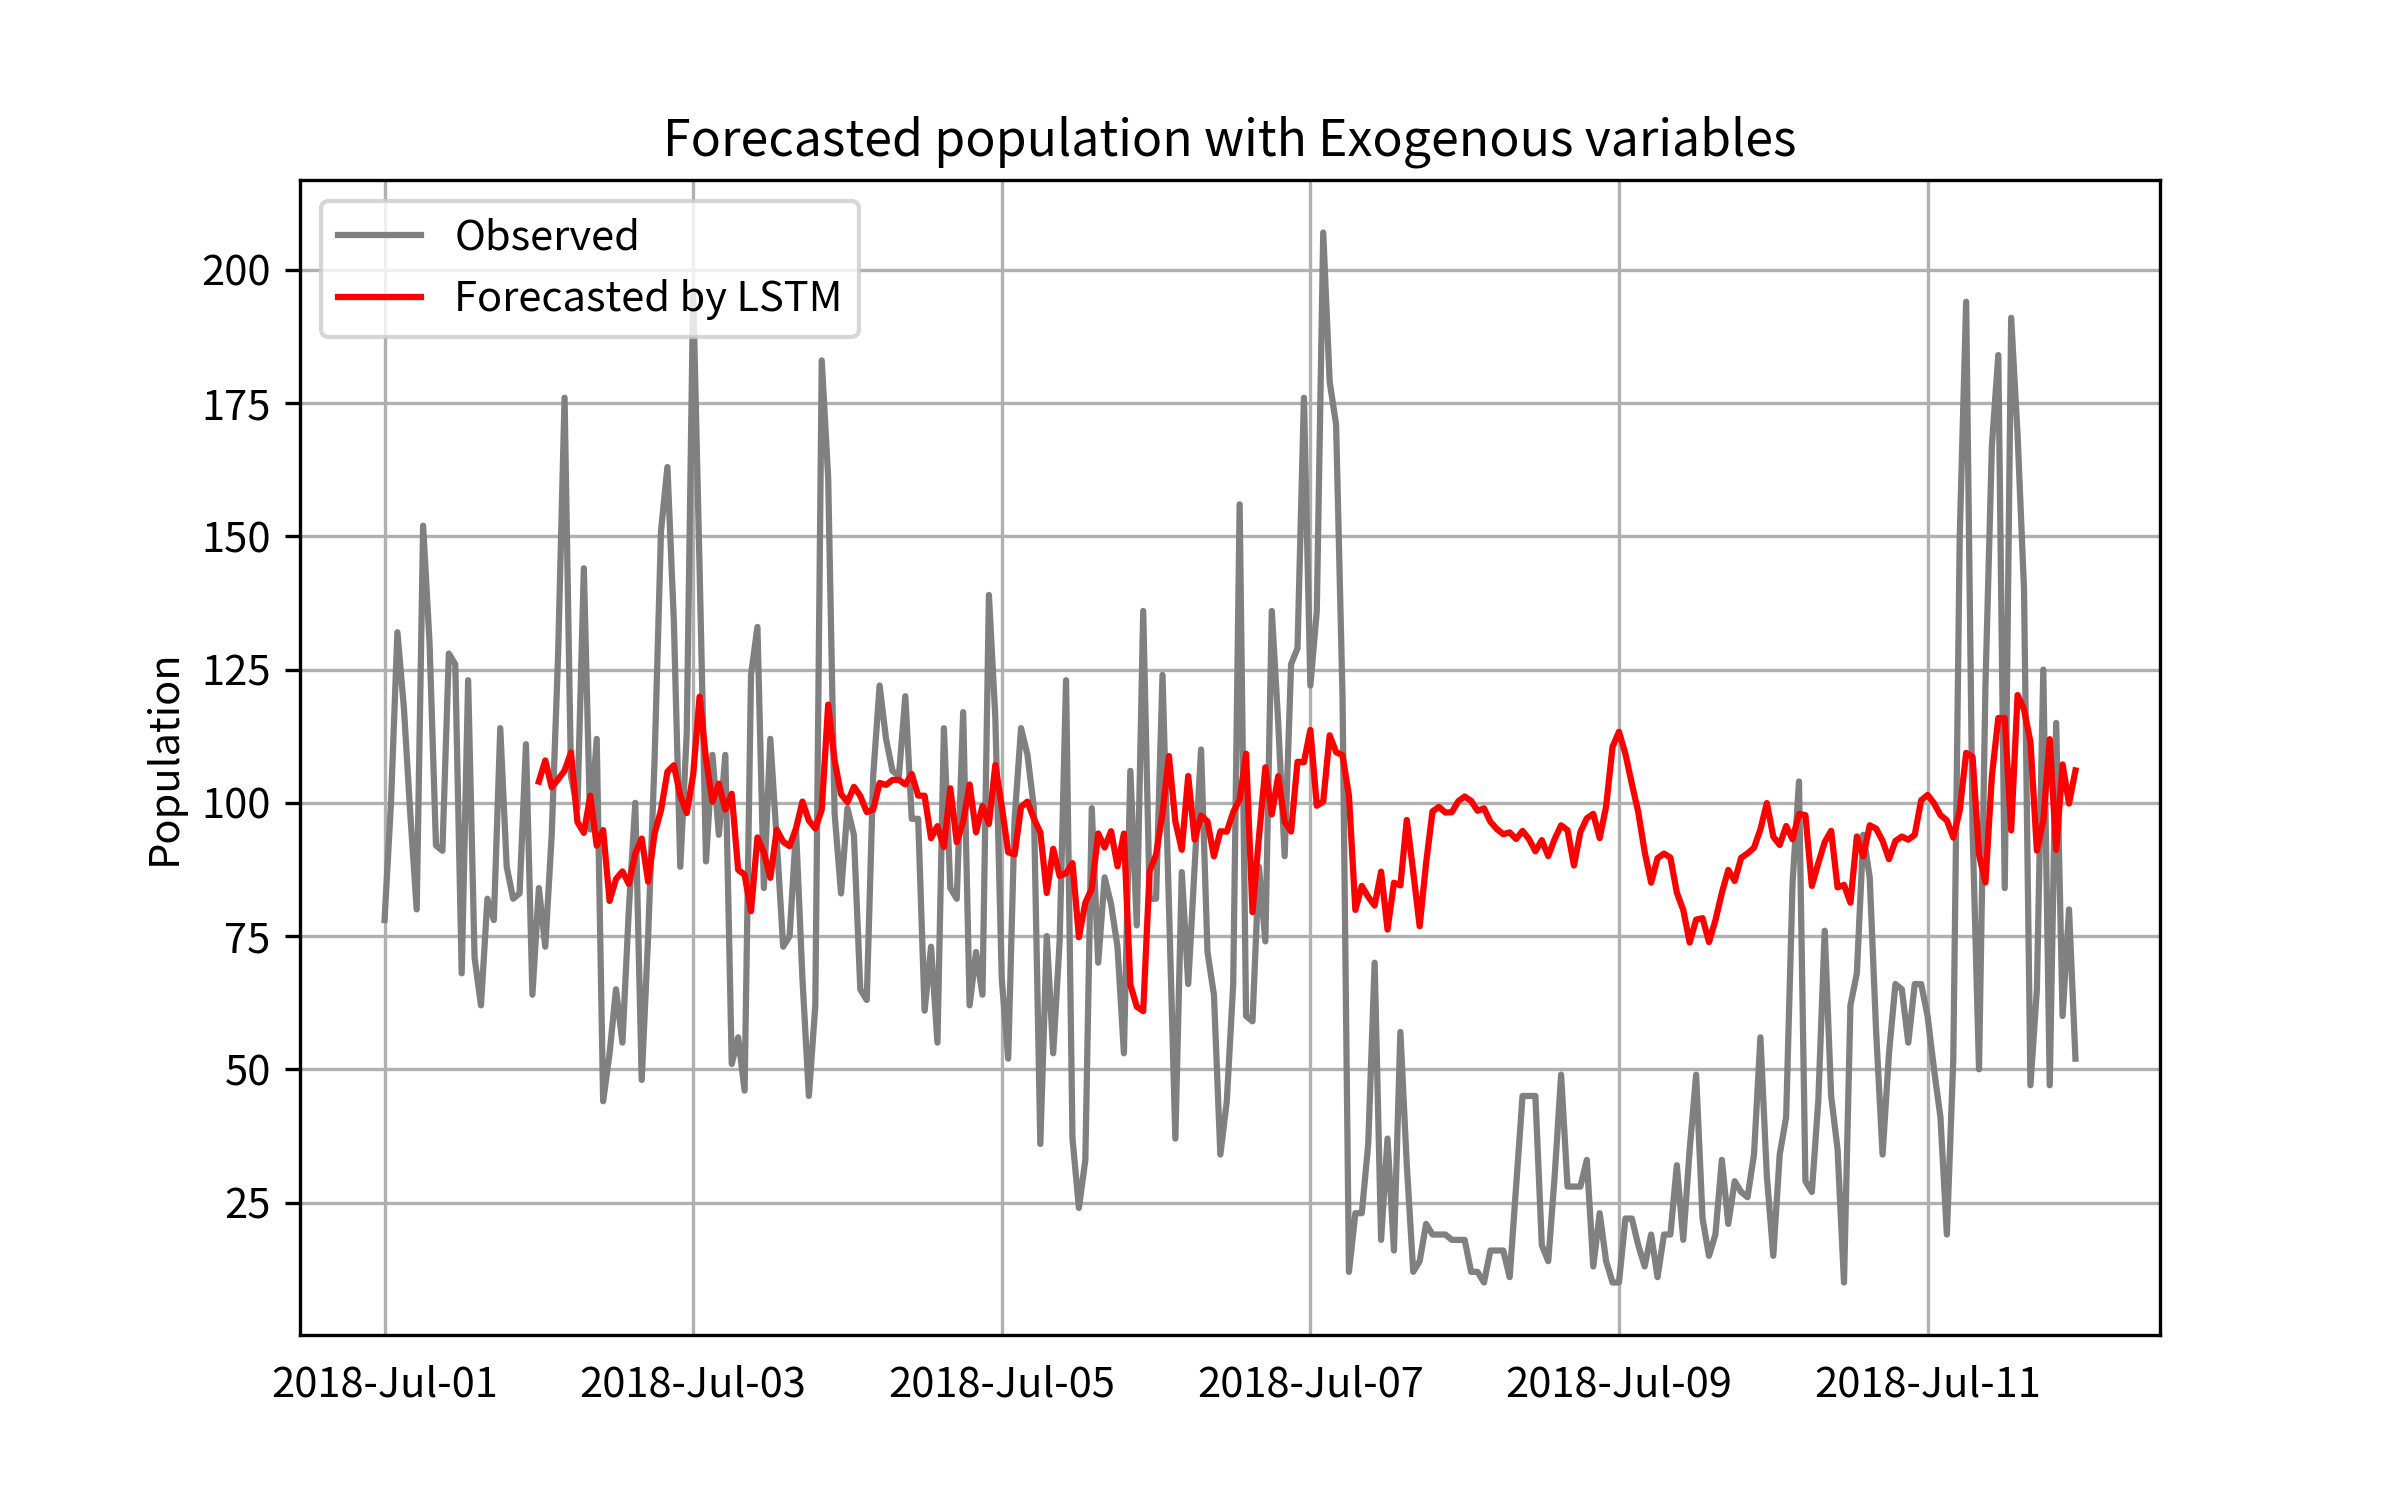 Forecasted population with Exogenous variables
Observed
Forecasted by LSTM
Population
200
175
150
125
100
75
50
25
2018-Jul-01
2018-Jul-03
2018-Jul-05
2018-Jul-07
2018-Jul-09
2018-Jul-11